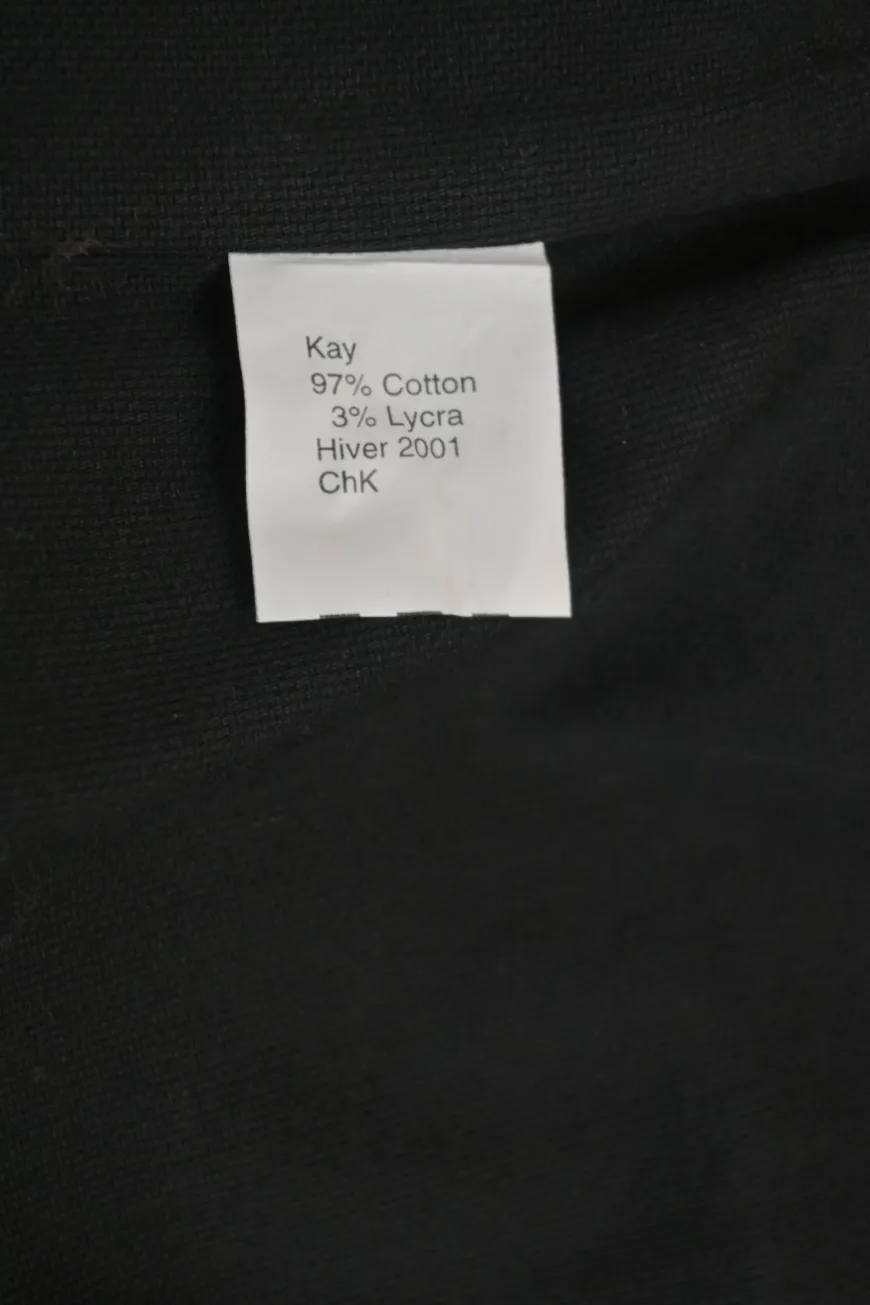 Kay
97% Cotton
3% Lycra
Hiver 2001
ChK